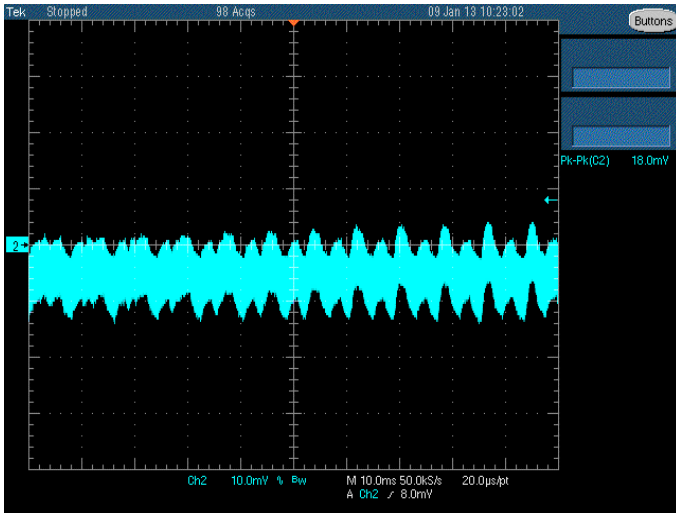 Tek Stopped 98 Acqs 09 Jan 13 10:23:02
Buttons
Pk-Pk(C2) 18.0mV
2
Ch2 10.0mV ∿ Bw M 10.0ms 50.0kS/s 20.0µs/pt
A Ch2 / 8.0mV